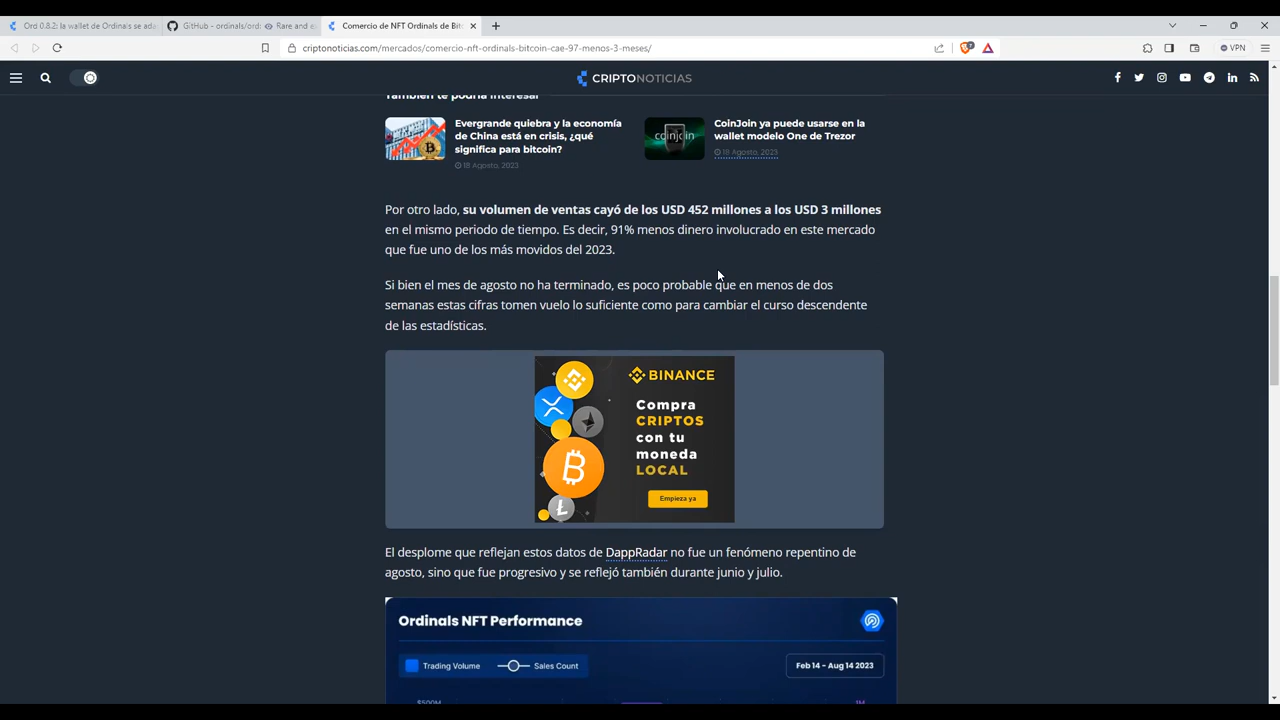 Ord 0.8.2: la wallet de Ordinals se ada
GitHub - ordinals/ord:
Rare and e
Comercio de NFT Ordinals de Bit
criptonoticias.com/mercados/comercio-nft-ordinals-bitcoin-cae-97-menos-3-meses/
VPN
CRIPTONOTICIAS
También te podría interesar
Evergrande quiebra y la economía
de China está en crisis, ¿qué
significa para bitcoin?
18 Agosto, 2023
CoinJoin ya puede usarse en la
wallet modelo One de Trezor
18 Agosto, 2023
coinjoin
Por otro lado, su volumen de ventas cayó de los USD 452 millones a los USD 3 millones
en el mismo periodo de tiempo. Es decir, 91% menos dinero involucrado en este mercado
que fue uno de los más movidos del 2023.
Si bien el mes de agosto no ha terminado, es poco probable que en menos de dos
semanas estas cifras tomen vuelo lo suficiente como para cambiar el curso descendente
de las estadísticas.
BINANCE
Compra
CRIPTOS
con tu
moneda
LOCAL
Empieza ya
El desplome que reflejan estos datos de DappRadar no fue un fenómeno repentino de
agosto, sino que fue progresivo y se reflejó también durante junio y julio.
Ordinals NFT Performance
Trading Volume
Sales Count
Feb 14 - Aug 14 2023
$500M
1M